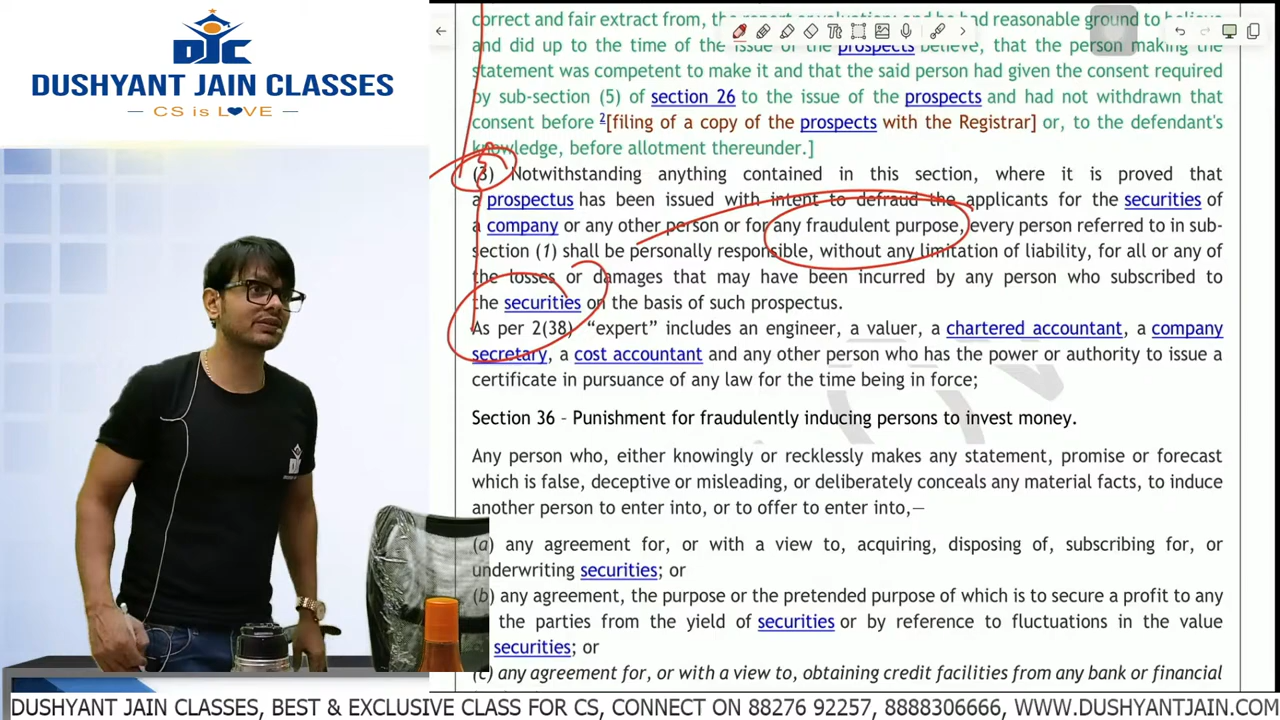 DJC
DUSHYANT JAIN CLASSES
CS is LOVE
correct and fair extract from, the report or valuation; and he had reasonable ground to believe
and did up to the time of the issue of the prospects believe, that the person making the
statement was competent to make it and that the said person had given the consent required
by sub-section (5) of section 26 to the issue of the prospects and had not withdrawn that
consent before 2[filing of a copy of the prospects with the Registrar] or, to the defendant's
knowledge, before allotment thereunder.]
(3) Notwithstanding anything contained in this section, where it is proved that
a prospectus has been issued with intent to defraud the applicants for the securities of
a company or any other person or for any fraudulent purpose, every person referred to in sub-
section (1) shall be personally responsible, without any limitation of liability, for all or any of
the losses or damages that may have been incurred by any person who subscribed to
the securities on the basis of such prospectus.
As per 2(38) “expert” includes an engineer, a valuer, a chartered accountant, a company
secretary, a cost accountant and any other person who has the power or authority to issue a
certificate in pursuance of any law for the time being in force;
Section 36 – Punishment for fraudulently inducing persons to invest money.
Any person who, either knowingly or recklessly makes any statement, promise or forecast
which is false, deceptive or misleading, or deliberately conceals any material facts, to induce
another person to enter into, or to offer to enter into,—
(a) any agreement for, or with a view to, acquiring, disposing of, subscribing for, or
underwriting securities; or
(b) any agreement, the purpose or the pretended purpose of which is to secure a profit to any
the parties from the yield of securities or by reference to fluctuations in the value
securities; or
(c) any agreement for, or with a view to, obtaining credit facilities from any bank or financial
DUSHYANT JAIN CLASSES, BEST & EXCLUSIVE CLASS FOR CS, CONNECT ON 88276 92257, 8888306666, WWW.DUSHYANTJAIN.COM